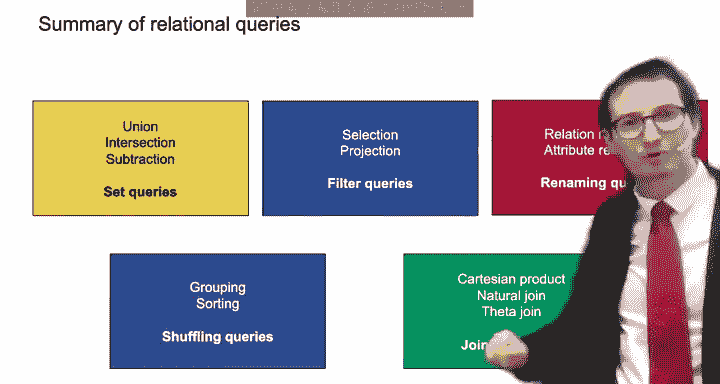 Summary of relational queries
Union
Intersection
Subtraction
Set queries
Selection
Projection
Filter queries
Relation
Attribute
Renaming
Grouping
Sorting
Shuffling queries
Cartesian product
Natural join
Theta join